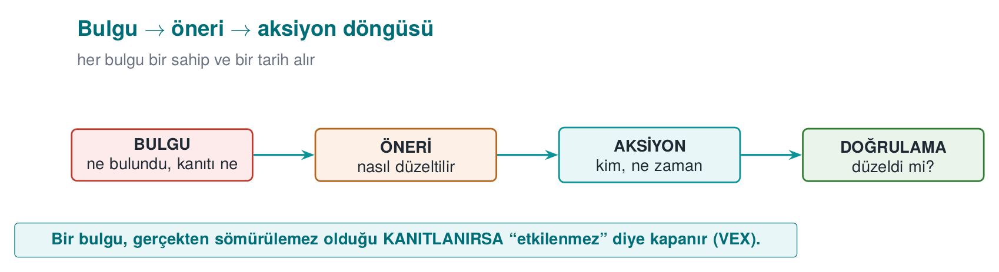 Bulgu → öneri → aksiyon döngüsü
her bulgu bir sahip ve bir tarih alır
BULGU
ne bulundu, kanıtı ne
ÖNERİ
nasıl düzeltilir
AKSİYON
kim, ne zaman
DOĞRULAMA
düzeldi mi?
Bir bulgu, gerçekten sömürülemez olduğu KANITLANIRSA “etkilenmez” diye kapanır (VEX).